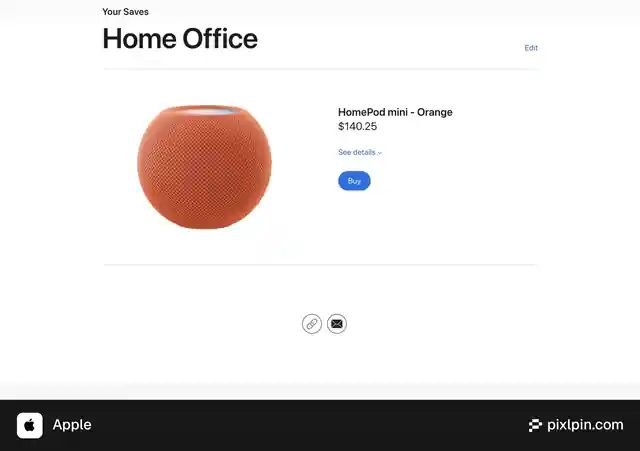 Your Saves
Home Office
Edit
HomePod mini - Orange
$140.25
See details
Buy
Apple
pixlpin.com